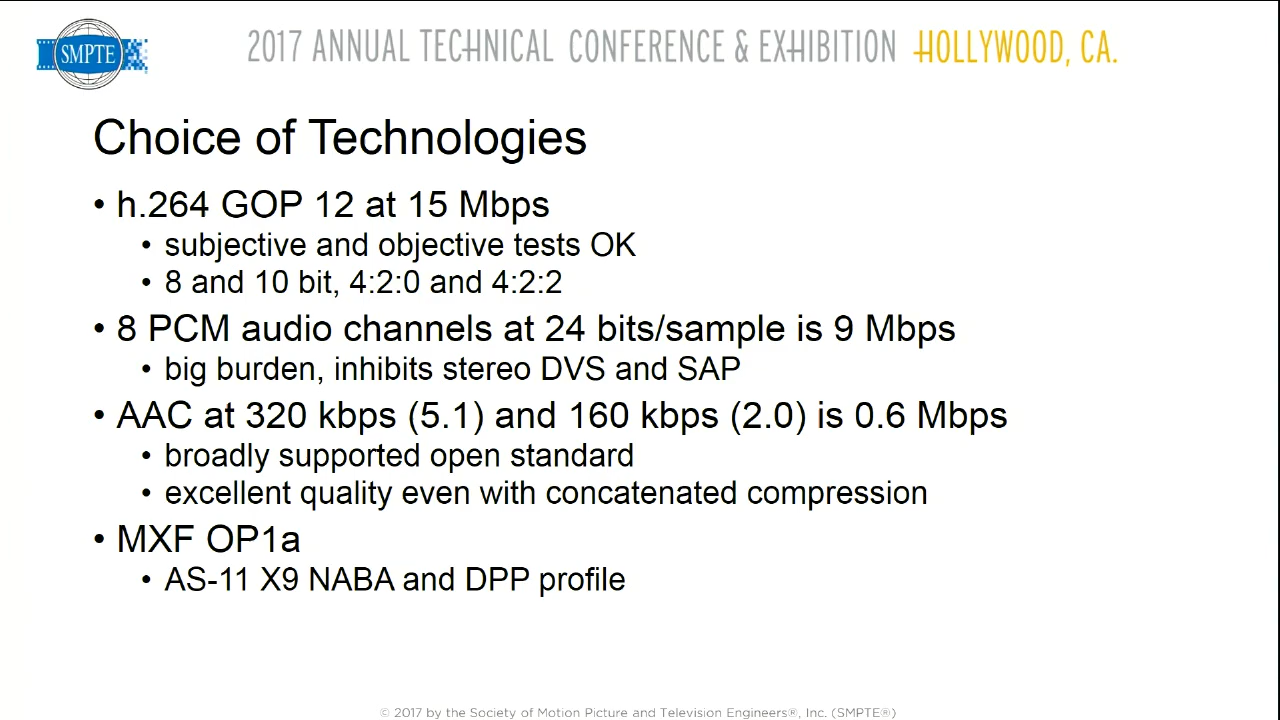 SMPTE
2017 ANNUAL TECHNICAL CONFERENCE & EXHIBITION HOLLYWOOD, CA.
Choice of Technologies
• h.264 GOP 12 at 15 Mbps
• subjective and objective tests OK
• 8 and 10 bit, 4:2:0 and 4:2:2
• 8 PCM audio channels at 24 bits/sample is 9 Mbps
• big burden, inhibits stereo DVS and SAP
• AAC at 320 kbps (5.1) and 160 kbps (2.0) is 0.6 Mbps
• broadly supported open standard
• excellent quality even with concatenated compression
• MXF OP1a
• AS-11 X9 NABA and DPP profile
© 2017 by the Society of Motion Picture and Television Engineers®, Inc. (SMPTE®)